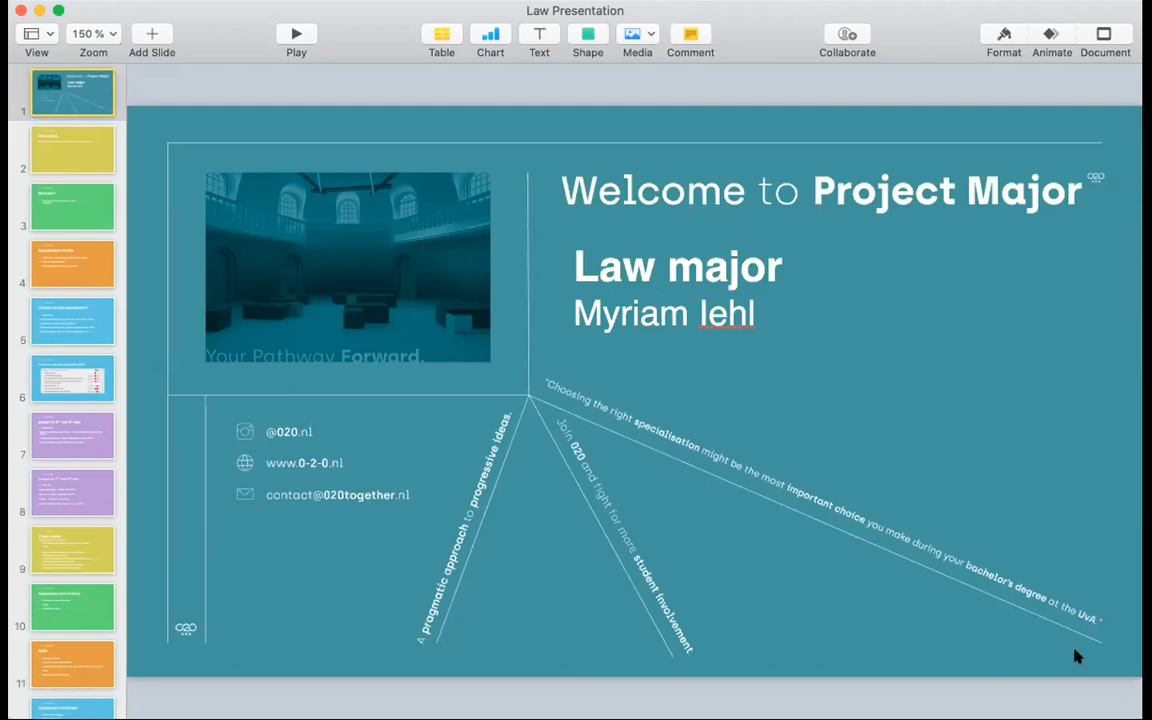 Law Presentation
150 %
View
Zoom
Add Slide
Play
Table
Chart
Text
Shape
Media
Comment
Collaborate
Format
Animate
Document
1
2
3
4
5
6
7
8
9
10
11
Welcome to Project Major
020
Law major
Myriam Iehl
Your Pathway Forward.
@020.nl
www.0-2-0.nl
contact@020together.nl
A pragmatic approach to progressive ideas.
Join 020 and fight for more student involvement
"Choosing the right specialisation might be the most important choice you make during your bachelor's degree at the UvA."
020